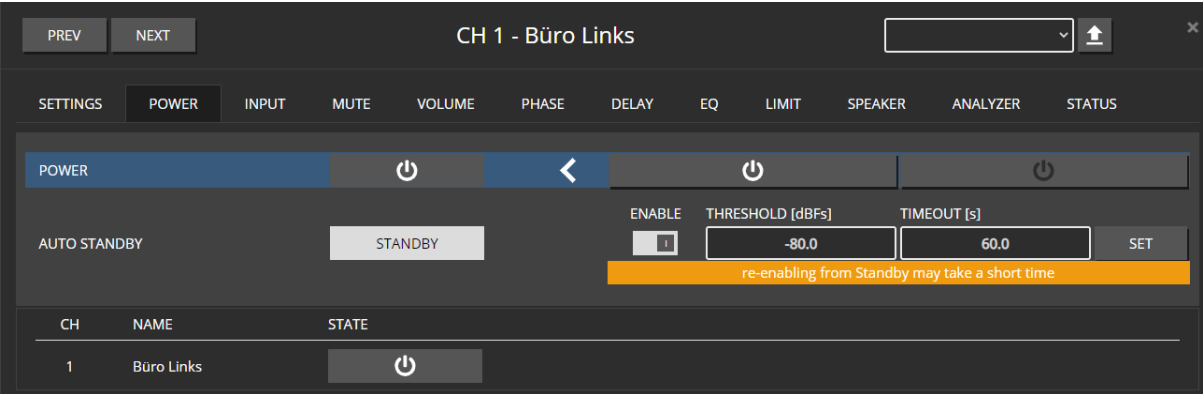 PREV NEXT CH 1 - Büro Links
SETTINGS POWER INPUT MUTE VOLUME PHASE DELAY EQ LIMIT SPEAKER ANALYZER STATUS
POWER
ENABLE THRESHOLD [dBFs] TIMEOUT [s]
AUTO STANDBY STANDBY -80.0 60.0 SET
re-enabling from Standby may take a short time
CH NAME STATE
1 Büro Links